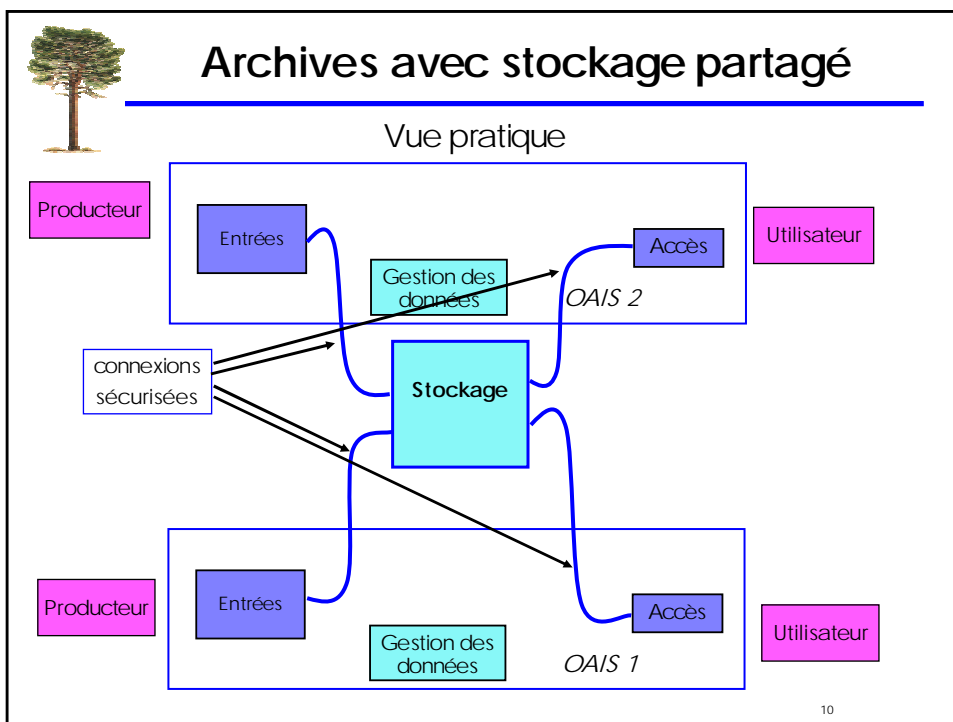 Archives avec stockage partagé
Vue pratique
Producteur
Entrées
Gestion des
données
Accès
OAIS 2
Utilisateur
connexions
sécurisées
Stockage
Producteur
Entrées
Gestion des
données
Accès
OAIS 1
Utilisateur
10